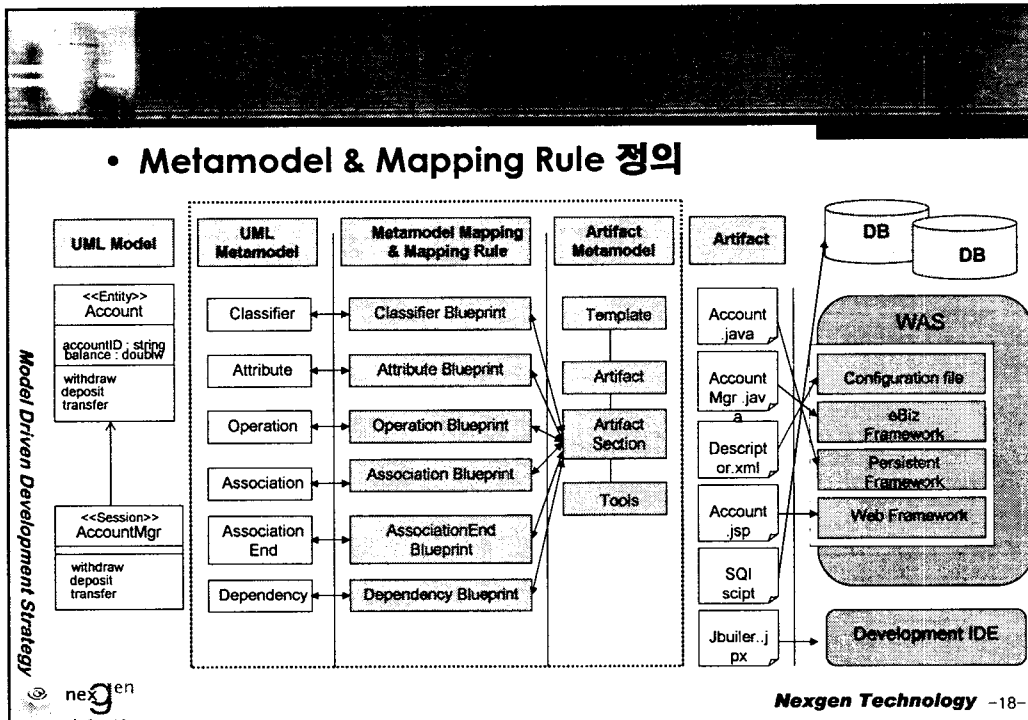 • Metamodel & Mapping Rule 정의
UML Model
<<Entity>>
Account
accountID : string
balance : doublw
withdraw
deposit
transfer
<<Session>>
AccountMgr
withdraw
deposit
transfer
UML
Metamodel
Classifier
Attribute
Operation
Association
Association
End
Dependency
Metamodel Mapping
& Mapping Rule
Classifier Blueprint
Attribute Blueprint
Operation Blueprint
Association Blueprint
AssociationEnd
Blueprint
Dependency Blueprint
Artifact
Metamodel
Template
Artifact
Artifact
Section
Tools
Artifact
Account
.java
Account
Mgr .jav
a
Descript
or.xml
Account
.jsp
SQl
scipt
Jbuiler..j
px
DB
DB
WAS
Configuration file
eBiz
Framework
Persistent
Framework
Web Framework
Development IDE
Model Driven Development Strategy
nexgen
Nexgen Technology -18-